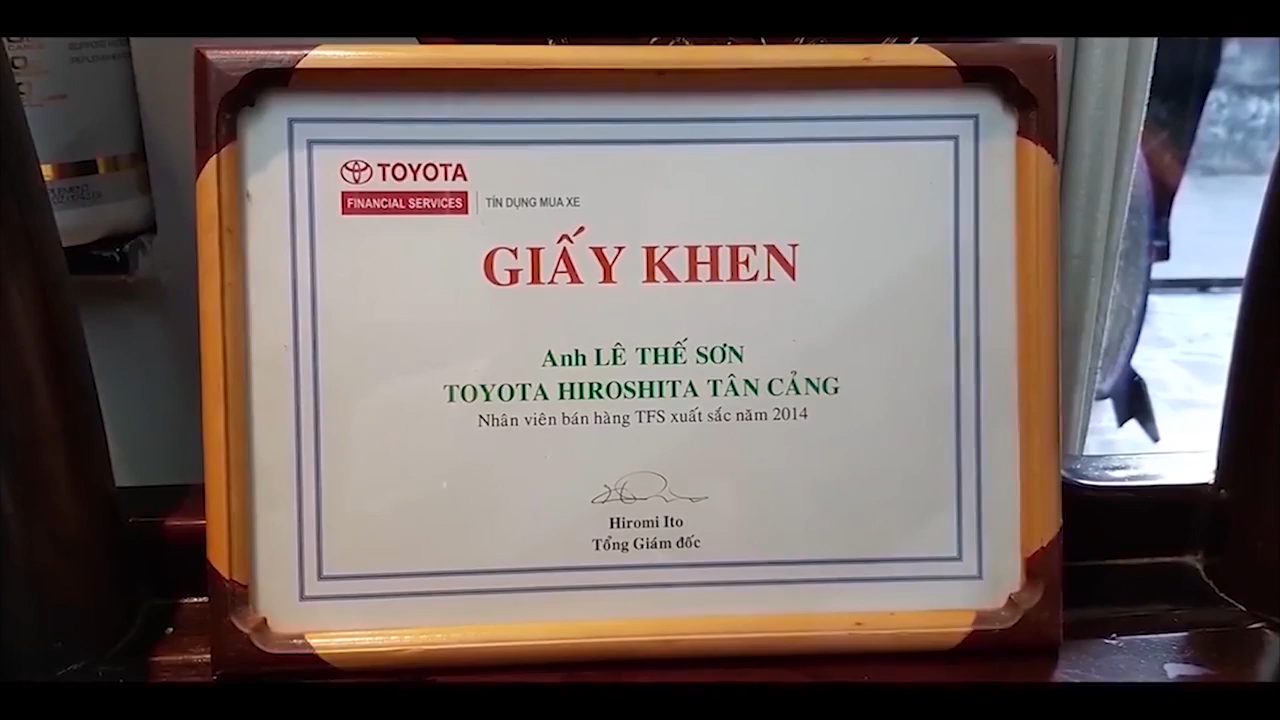 TOYOTA
FINANCIAL SERVICES TÍN DỤNG MUA XE
GIẤY KHEN
Anh LÊ THẾ SƠN
TOYOTA HIROSHITA TÂN CẢNG
Nhân viên bán hàng TFS xuất sắc năm 2014
Hiromi Ito
Tổng Giám đốc